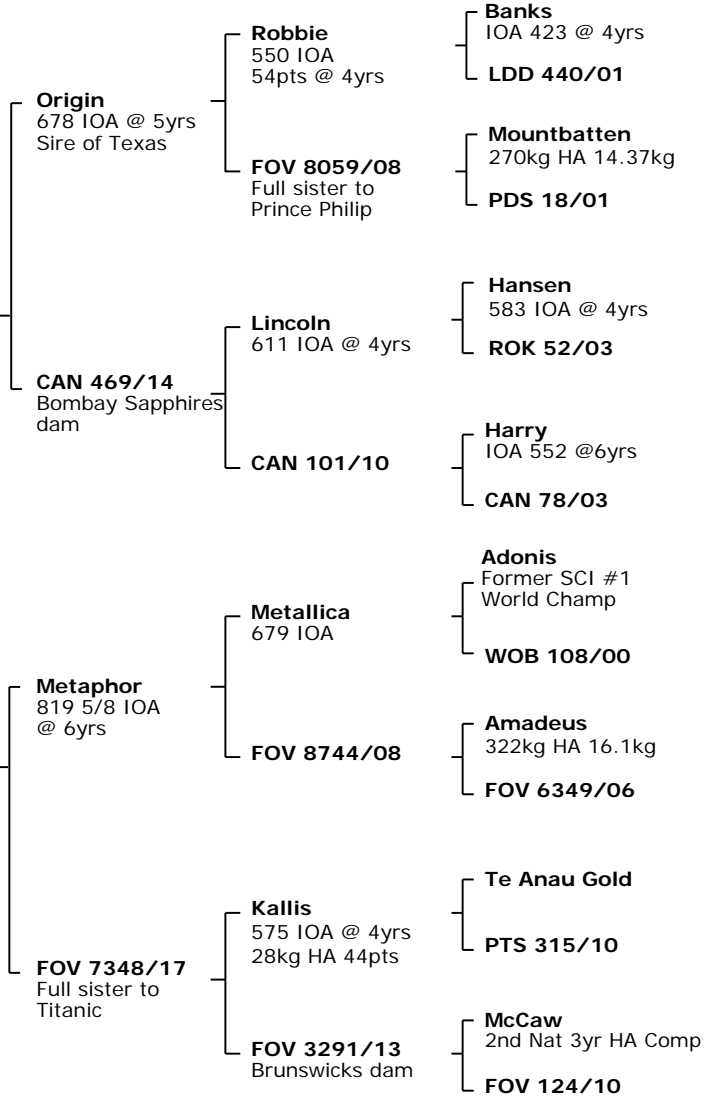 Origin
678 IOA @ 5yrs
Sire of Texas
CAN 469/14
Bombay Sapphires
dam
Metaphor
819 5/8 IOA
@ 6yrs
FOV 7348/17
Full sister to
Titanic
Robbie
550 IOA
54pts @ 4yrs
FOV 8059/08
Full sister to
Prince Philip
Lincoln
611 IOA @ 4yrs
CAN 101/10
Metallica
679 IOA
FOV 8744/08
Kallis
575 IOA @ 4yrs
28kg HA 44pts
FOV 3291/13
Brunswicks dam
Banks
IOA 423 @ 4yrs
LDD 440/01
Mountbatten
270kg HA 14.37kg
PDS 18/01
Hansen
583 IOA @ 4yrs
ROK 52/03
Harry
IOA 552 @6yrs
CAN 78/03
Adonis
Former SCI #1
World Champ
WOB 108/00
Amadeus
322kg HA 16.1kg
FOV 6349/06
Te Anau Gold
PTS 315/10
McCaw
2nd Nat 3yr HA Comp
FOV 124/10